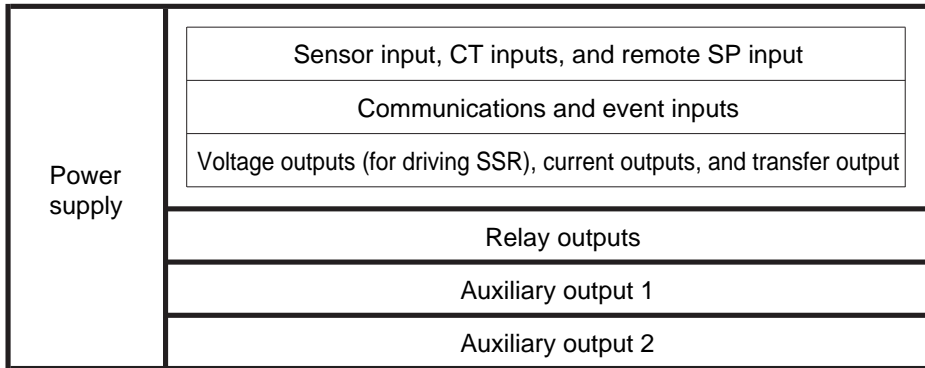 Power
supply
Sensor input, CT inputs, and remote SP input
Communications and event inputs
Voltage outputs (for driving SSR), current outputs, and transfer output
Relay outputs
Auxiliary output 1
Auxiliary output 2